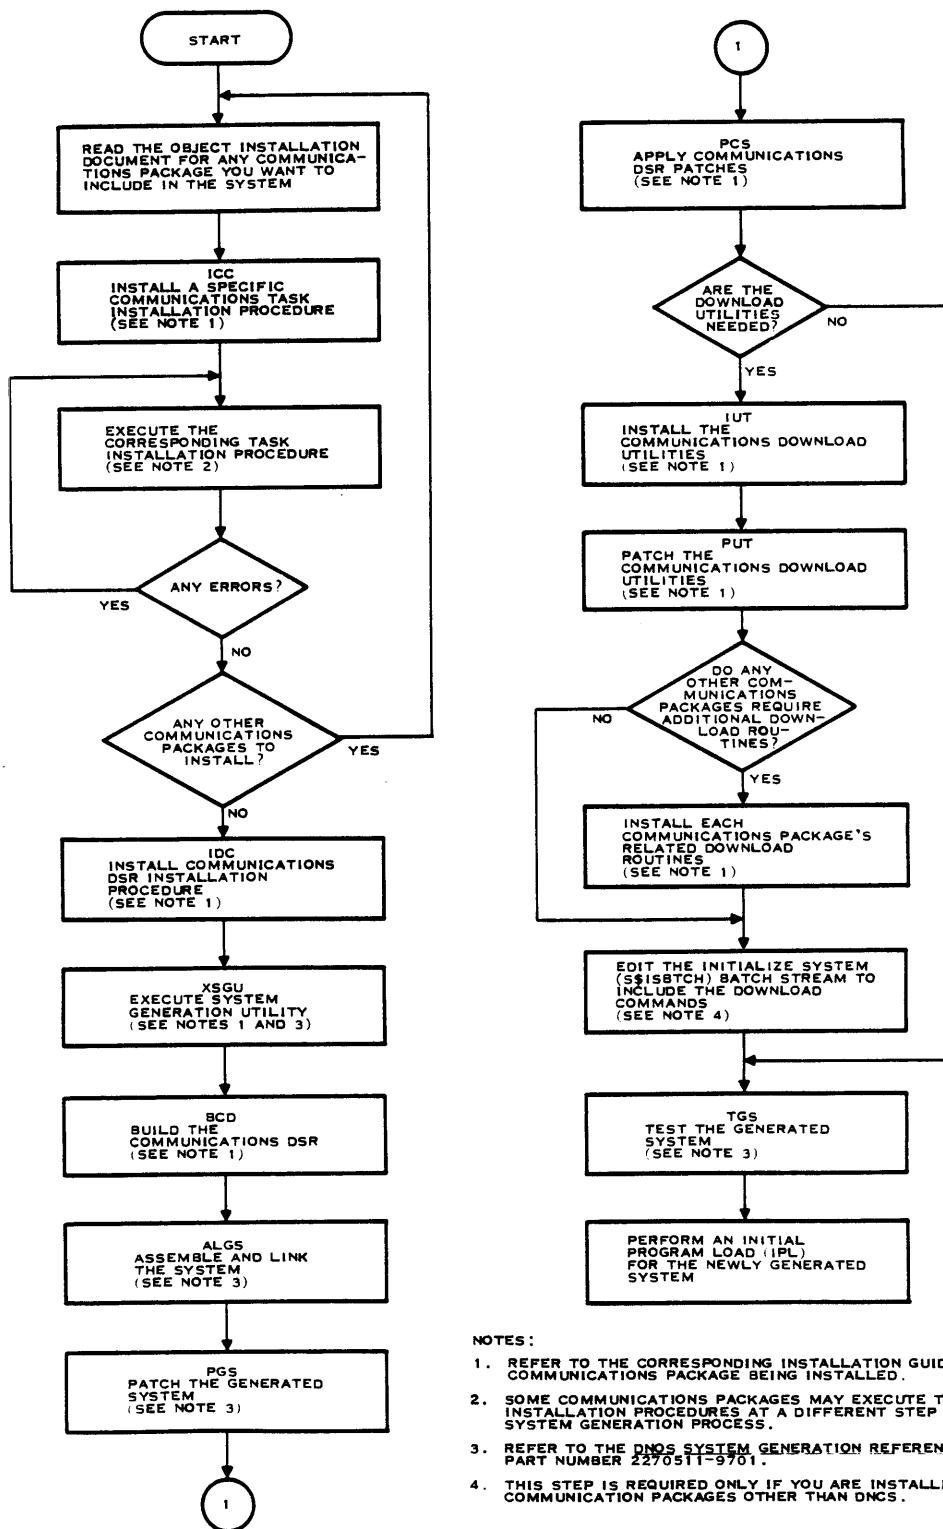 START
READ THE OBJECT INSTALLATION
DOCUMENT FOR ANY COMMUNICA-
TIONS PACKAGE YOU WANT TO
INCLUDE IN THE SYSTEM
ICC
INSTALL A SPECIFIC
COMMUNICATIONS TASK
INSTALLATION PROCEDURE
(SEE NOTE 1)
EXECUTE THE
CORRESPONDING TASK
INSTALLATION PROCEDURE
(SEE NOTE 2)
ANY ERRORS?
YES
NO
ANY OTHER
COMMUNICATIONS
PACKAGES TO
INSTALL?
YES
NO
IDC
INSTALL COMMUNICATIONS
DSR INSTALLATION
PROCEDURE
(SEE NOTE 1)
XSGU
EXECUTE SYSTEM
GENERATION UTILITY
(SEE NOTES 1 AND 3)
BCD
BUILD THE
COMMUNICATIONS DSR
(SEE NOTE 1)
ALGS
ASSEMBLE AND LINK
THE SYSTEM
(SEE NOTE 3)
PGS
PATCH THE GENERATED
SYSTEM
(SEE NOTE 3)
1
1
PCS
APPLY COMMUNICATIONS
DSR PATCHES
(SEE NOTE 1)
ARE THE
DOWNLOAD
UTILITIES
NEEDED?
NO
YES
IUT
INSTALL THE
COMMUNICATIONS DOWNLOAD
UTILITIES
(SEE NOTE 1)
PUT
PATCH THE
COMMUNICATIONS DOWNLOAD
UTILITIES
(SEE NOTE 1)
DO ANY
OTHER COM-
MUNICATIONS
PACKAGES REQUIRE
ADDITIONAL DOWN-
LOAD ROU-
TINES?
NO
YES
INSTALL EACH
COMMUNICATIONS PACKAGE'S
RELATED DOWNLOAD
ROUTINES
(SEE NOTE 1)
EDIT THE INITIALIZE SYSTEM
(S$ISBTCH) BATCH STREAM TO
INCLUDE THE DOWNLOAD
COMMANDS
(SEE NOTE 4)
TGS
TEST THE GENERATED
SYSTEM
(SEE NOTE 3)
PERFORM AN INITIAL
PROGRAM LOAD (IPL)
FOR THE NEWLY GENERATED
SYSTEM
NOTES:
1. REFER TO THE CORRESPONDING INSTALLATION GUID
COMMUNICATIONS PACKAGE BEING INSTALLED.
2. SOME COMMUNICATIONS PACKAGES MAY EXECUTE T
INSTALLATION PROCEDURES AT A DIFFERENT STEP
SYSTEM GENERATION PROCESS.
3. REFER TO THE DNOS SYSTEM GENERATION REFEREN
PART NUMBER 2270511-9701.
4. THIS STEP IS REQUIRED ONLY IF YOU ARE INSTALLI
COMMUNICATION PACKAGES OTHER THAN DNCS.